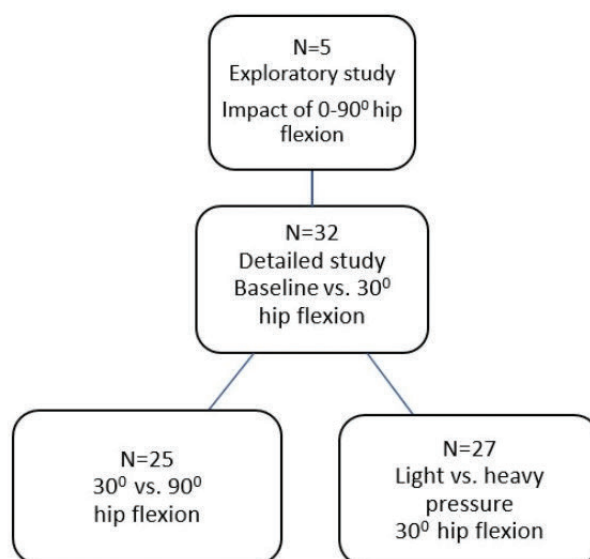 N=5
Exploratory study
Impact of 0-90⁰ hip
flexion
N=32
Detailed study
Baseline vs. 30⁰
hip flexion
N=25
30⁰ vs. 90⁰
hip flexion
N=27
Light vs. heavy
pressure
30⁰ hip flexion